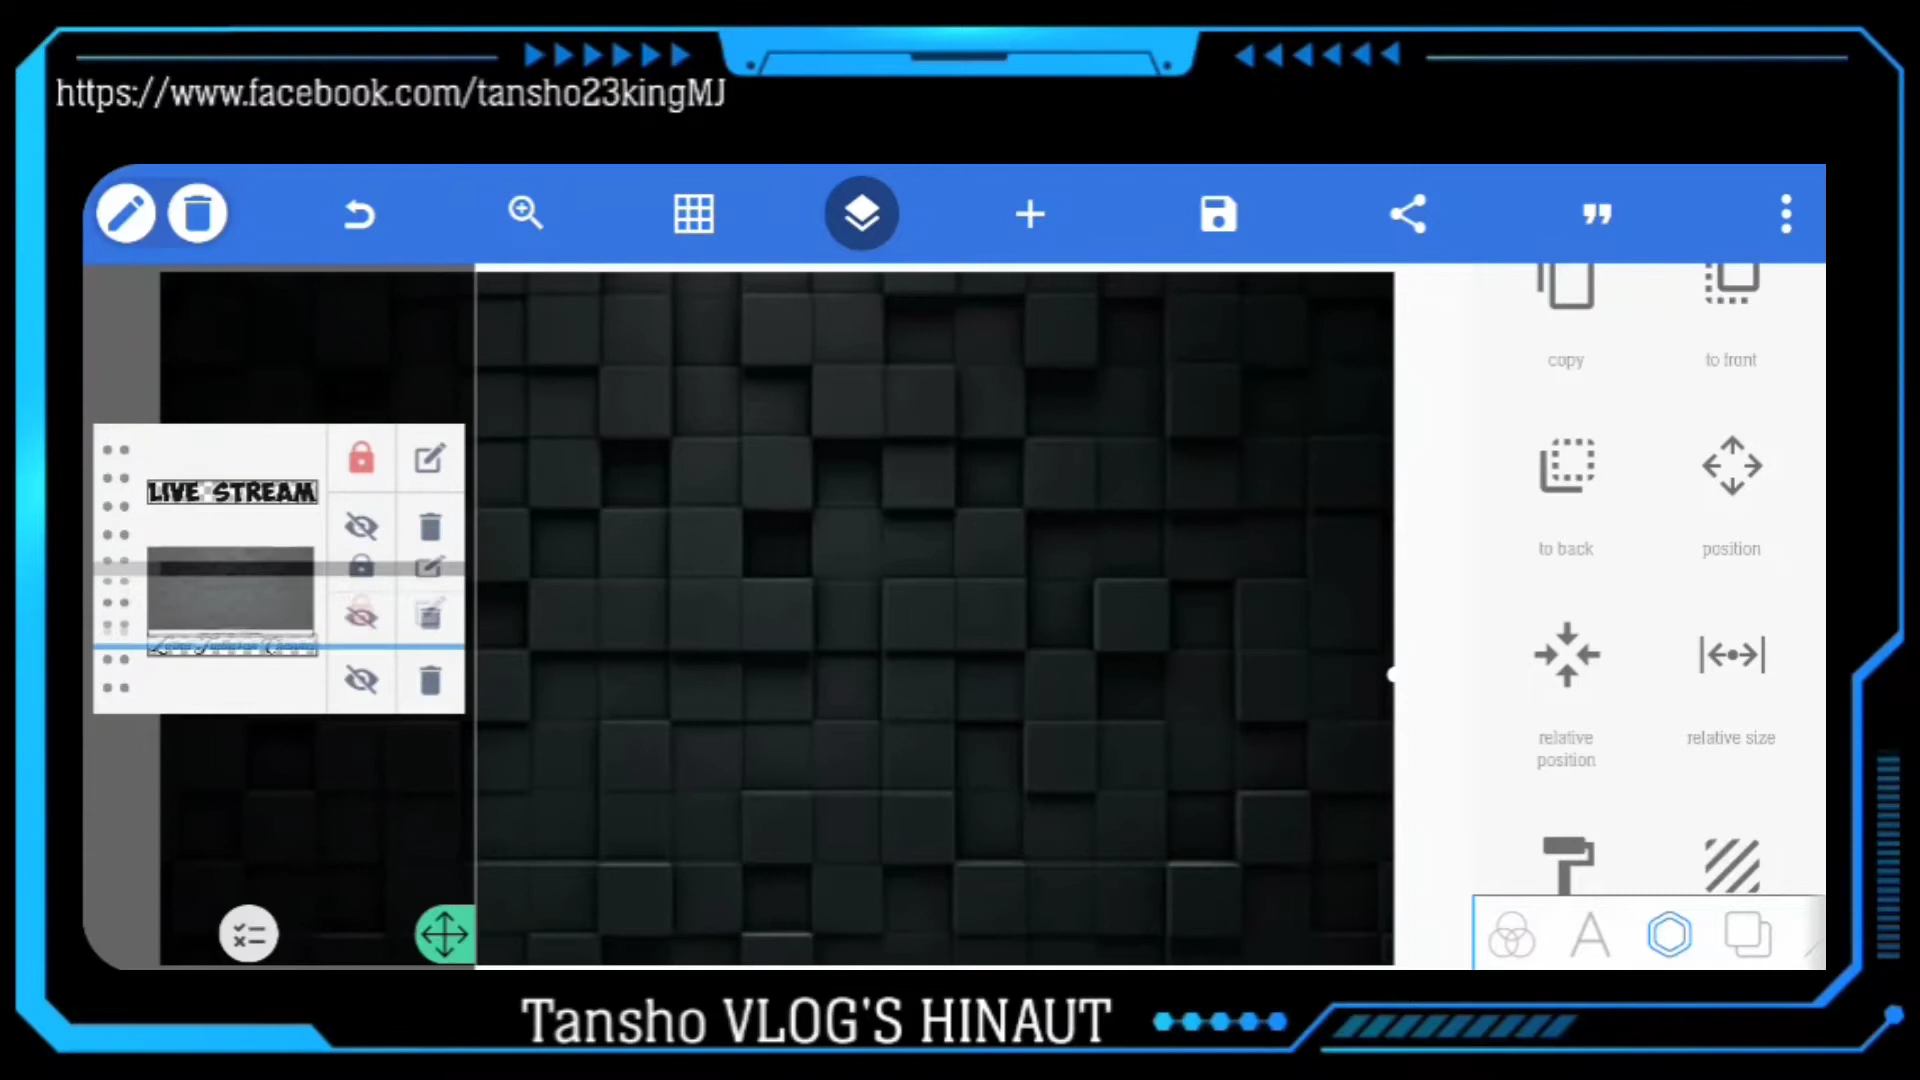 https://www.facebook.com/tansho23kingMJ
copy
to front
LIVE STREAM
to back
position
relative
position
relative size
Tansho VLOG'S HINAUT